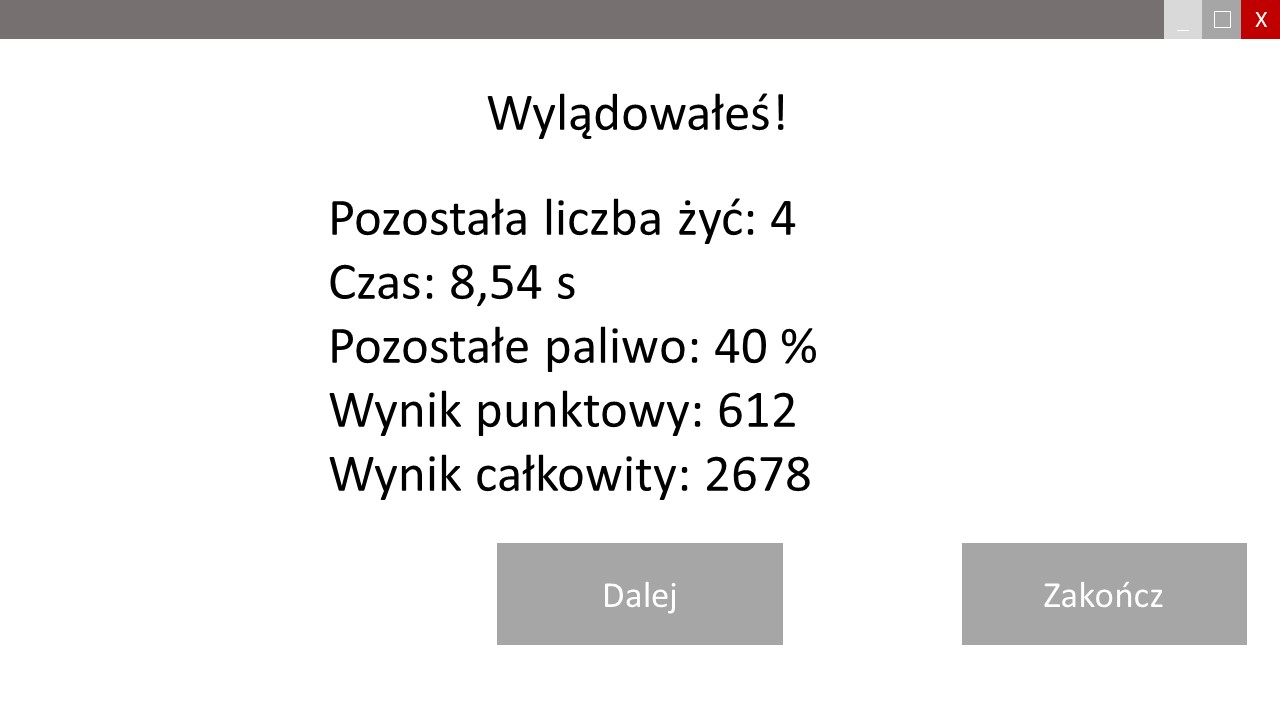 _ □ X
Wylądowałeś!
Pozostała liczba żyć: 4
Czas: 8,54 s
Pozostałe paliwo: 40 %
Wynik punktowy: 612
Wynik całkowity: 2678
Dalej
Zakończ